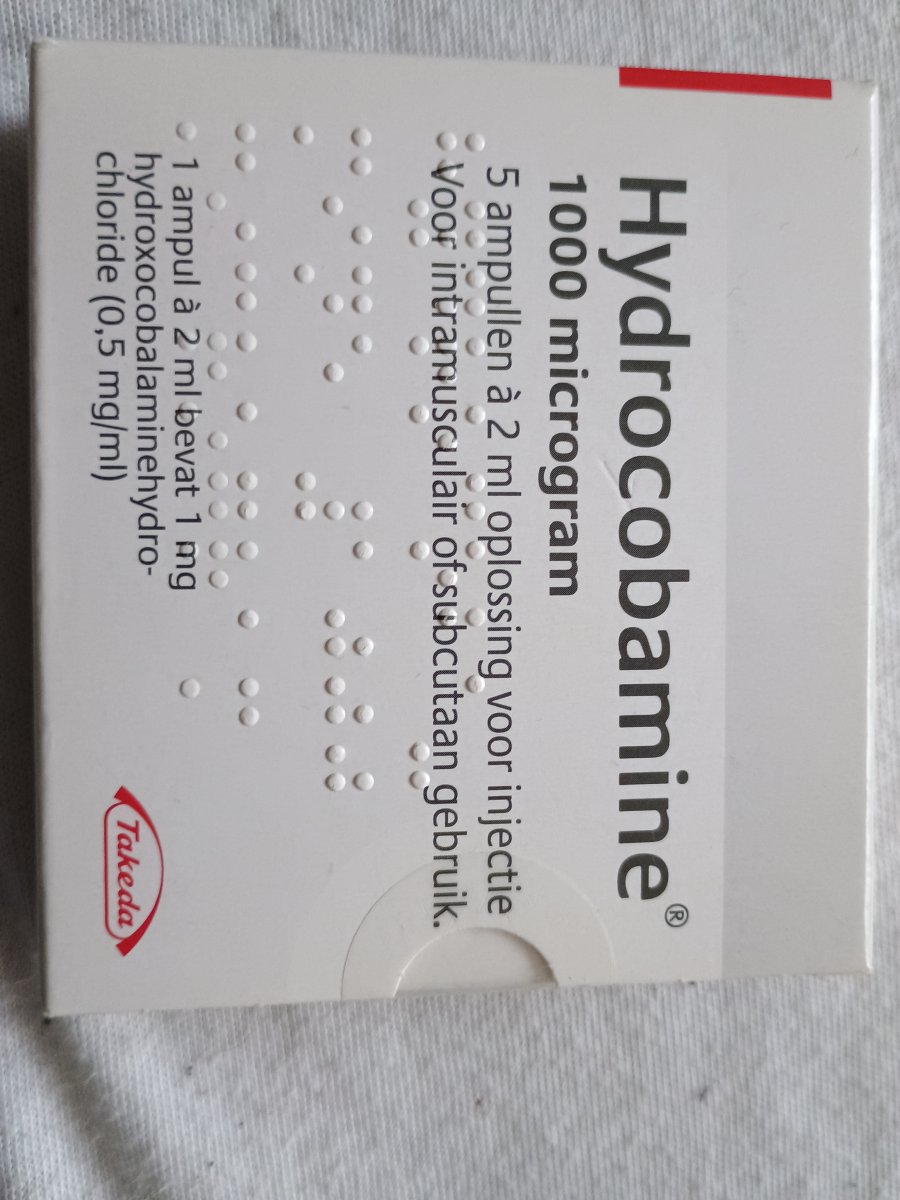 Hydrocobamine®
1000 microgram
5 ampullen à 2 ml oplossing voor injectie
Voor intramusculair of subcutaan gebruik.
1 ampul à 2 ml bevat 1 mg
hydroxocobalaminehydro-
chloride (0,5 mg/ml)
Takeda